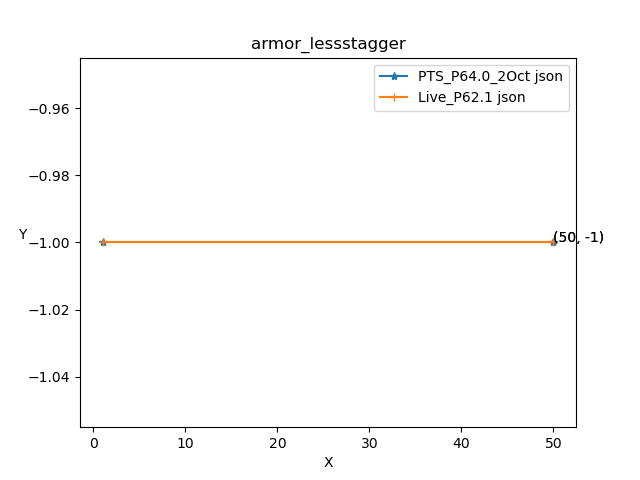 armor_lessstagger
PTS_P64.0_2Oct json
Live_P62.1 json
−0.96
−0.98
Y
−1.00
(50, -1)
−1.02
−1.04
0 10 20 30 40 50
X